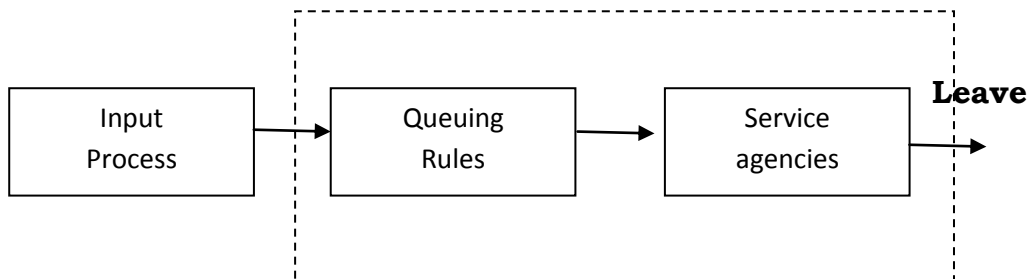 Input
Process
Queuing
Rules
Service
agencies
Leave